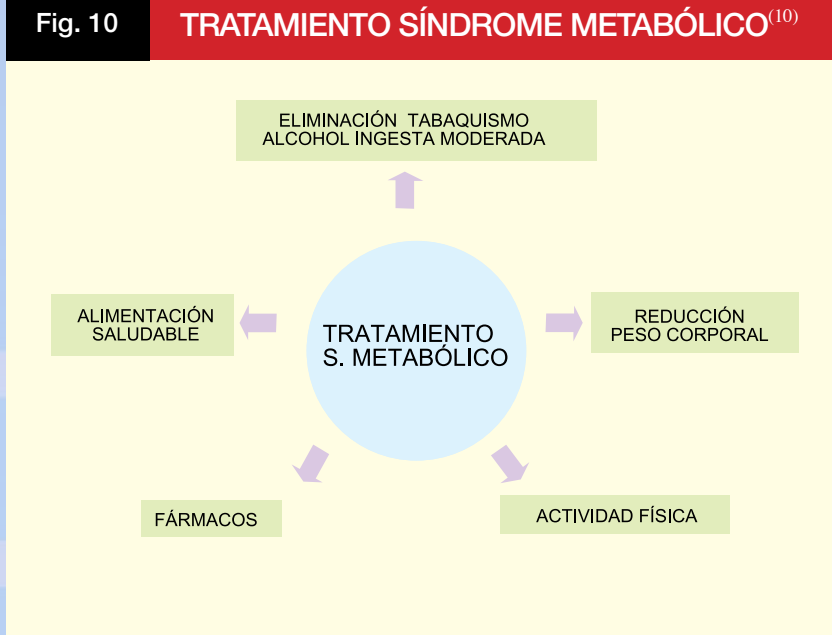 Fig. 10
TRATAMIENTO SÍNDROME METABÓLICO(10)
ELIMINACIÓN TABAQUISMO
ALCOHOL INGESTA MODERADA
ALIMENTACIÓN
SALUDABLE
TRATAMIENTO
S. METABÓLICO
REDUCCIÓN
PESO CORPORAL
FÁRMACOS
ACTIVIDAD FÍSICA